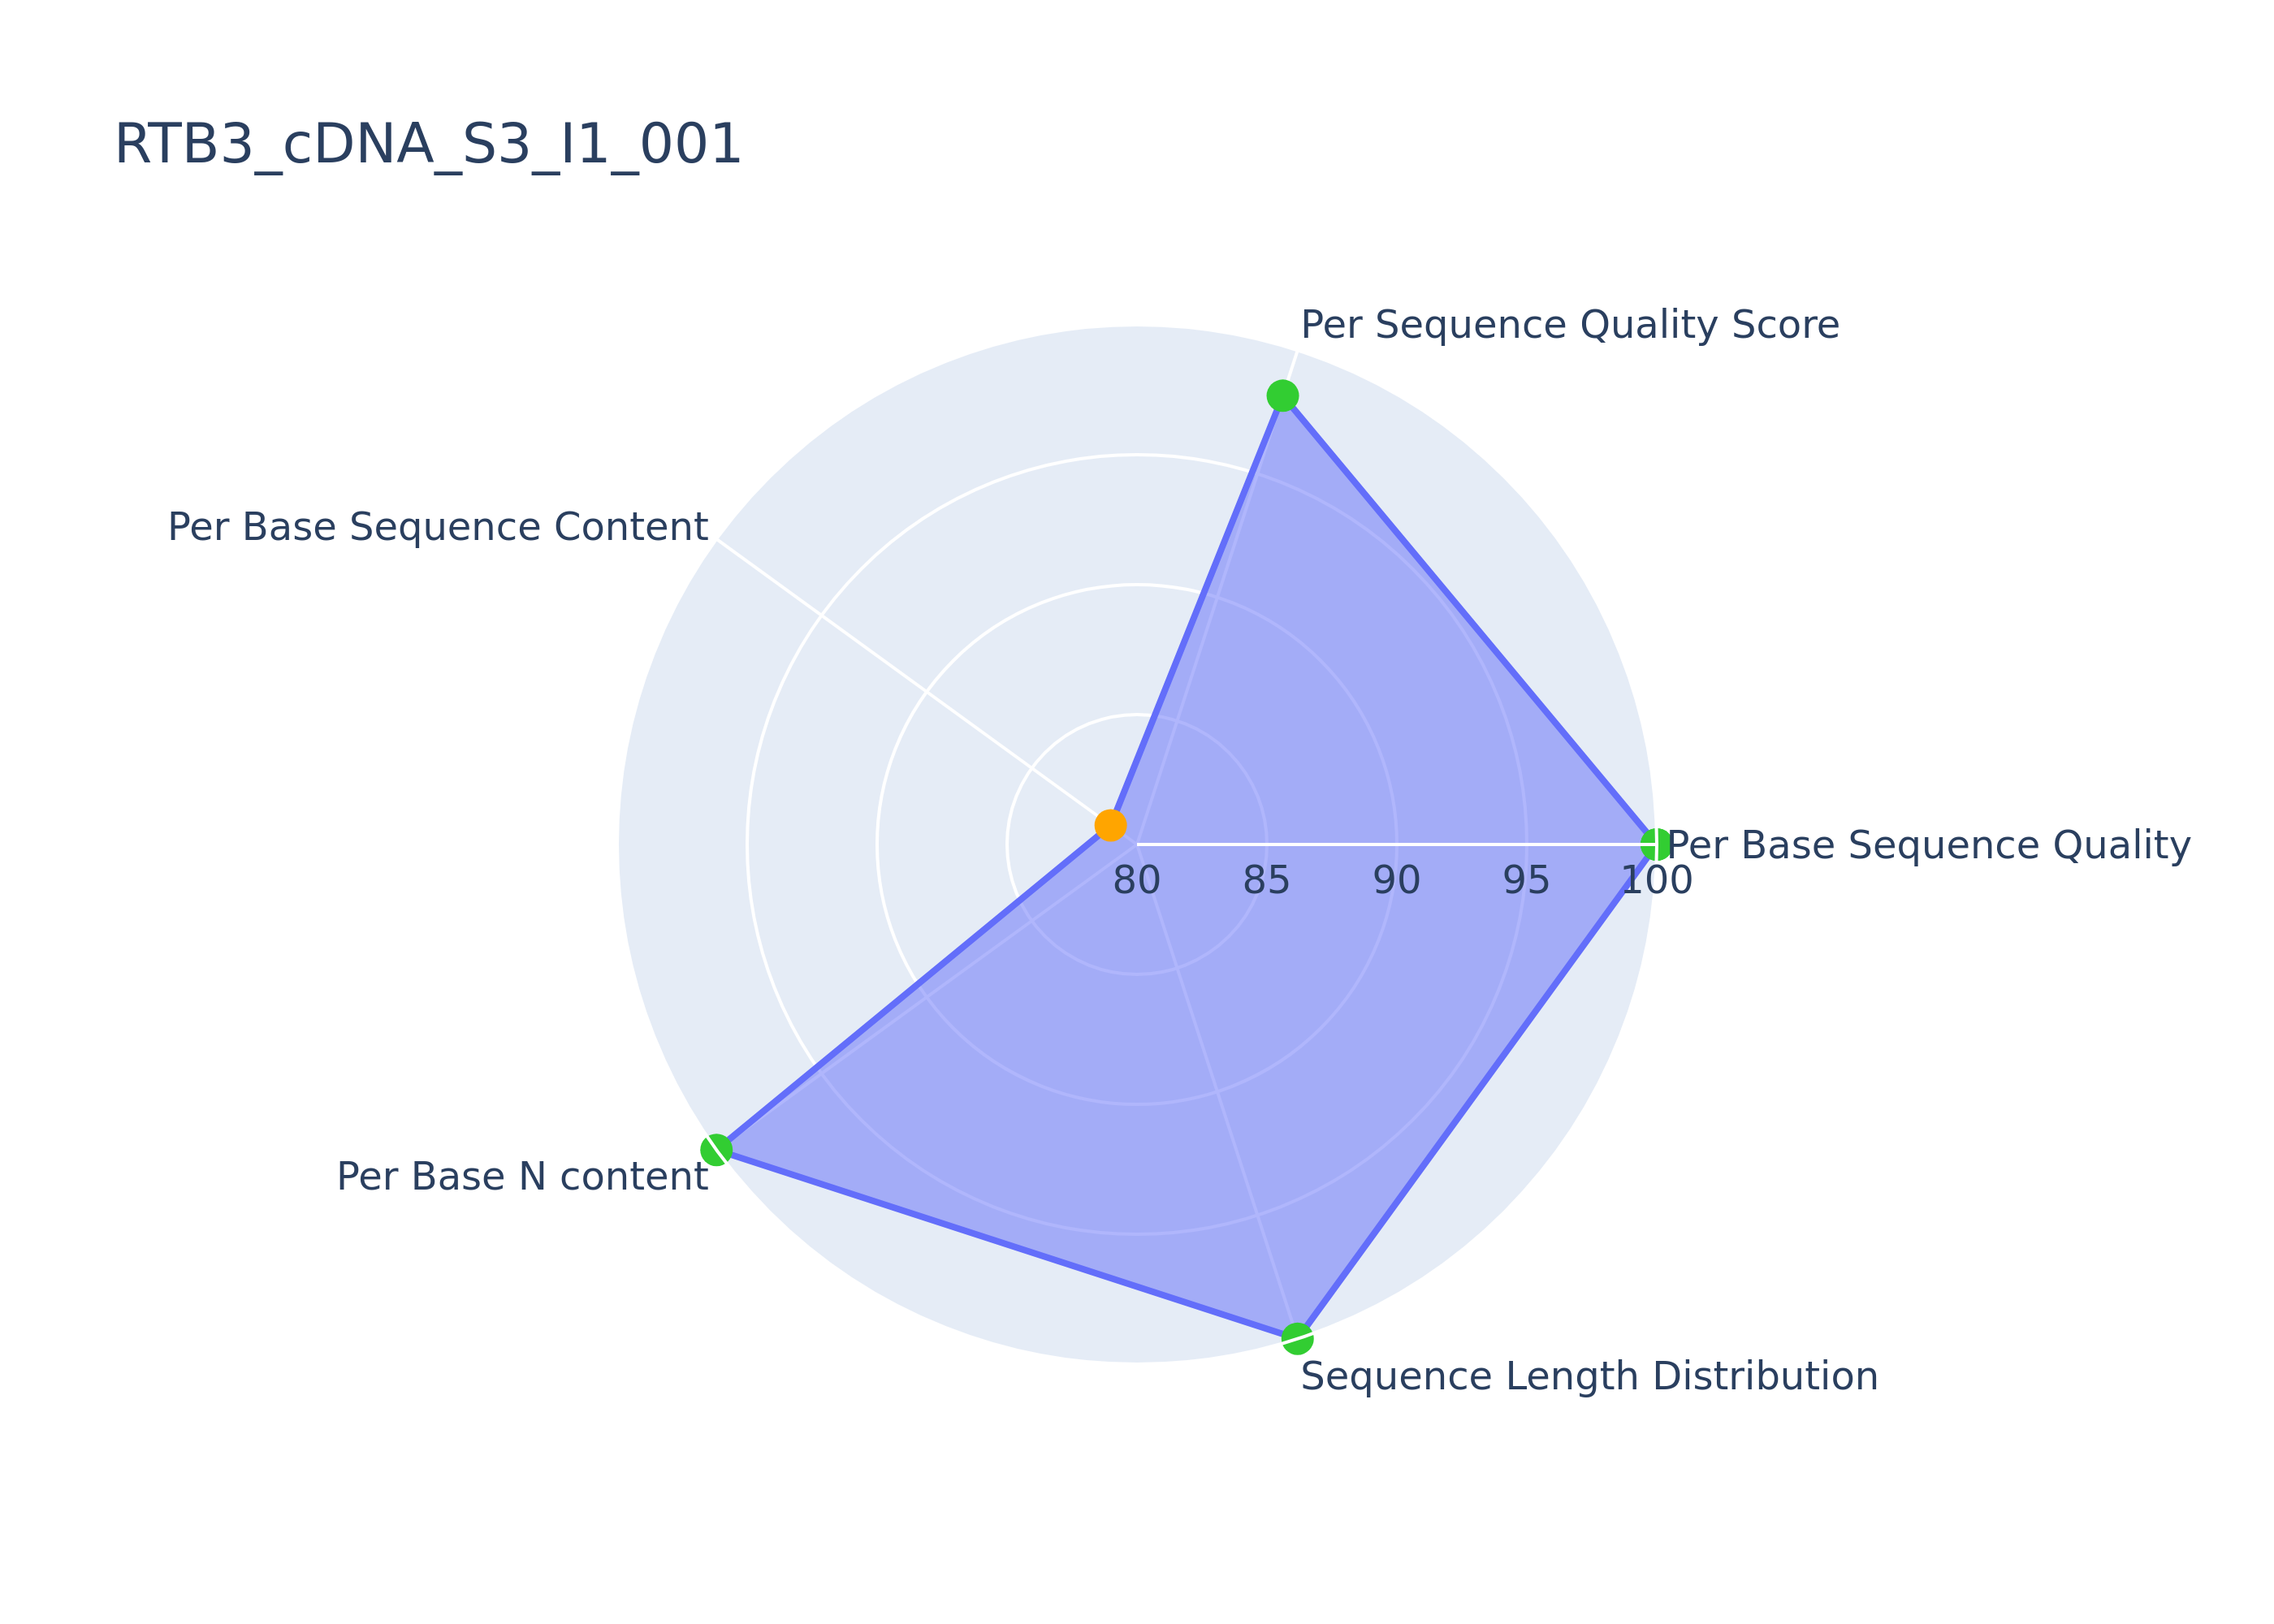 RTB3_cDNA_S3_I1_001
Per Sequence Quality Score
Per Base Sequence Content
Per Base Sequence Quality
80 85 90 95 100
Per Base N content
Sequence Length Distribution